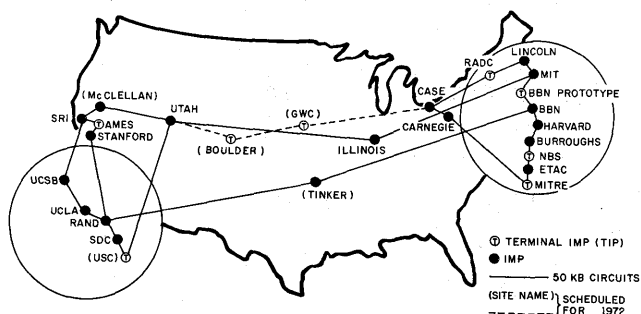 LINCOLN
RADC
MIT
(McCLELLAN)
CASE
BBN PROTOTYPE
UTAH
(GWC)
BBN
SRI
AMES
CARNEGIE
HARVARD
STANFORD
(BOULDER)
ILLINOIS
BURROUGHS
NBS
UCSB
(TINKER)
ETAC
MITRE
UCLA
RAND
SDC
(USC)
T TERMINAL IMP (TIP)
IMP
50 KB CIRCUITS
(SITE NAME) } SCHEDULED
FOR 1972